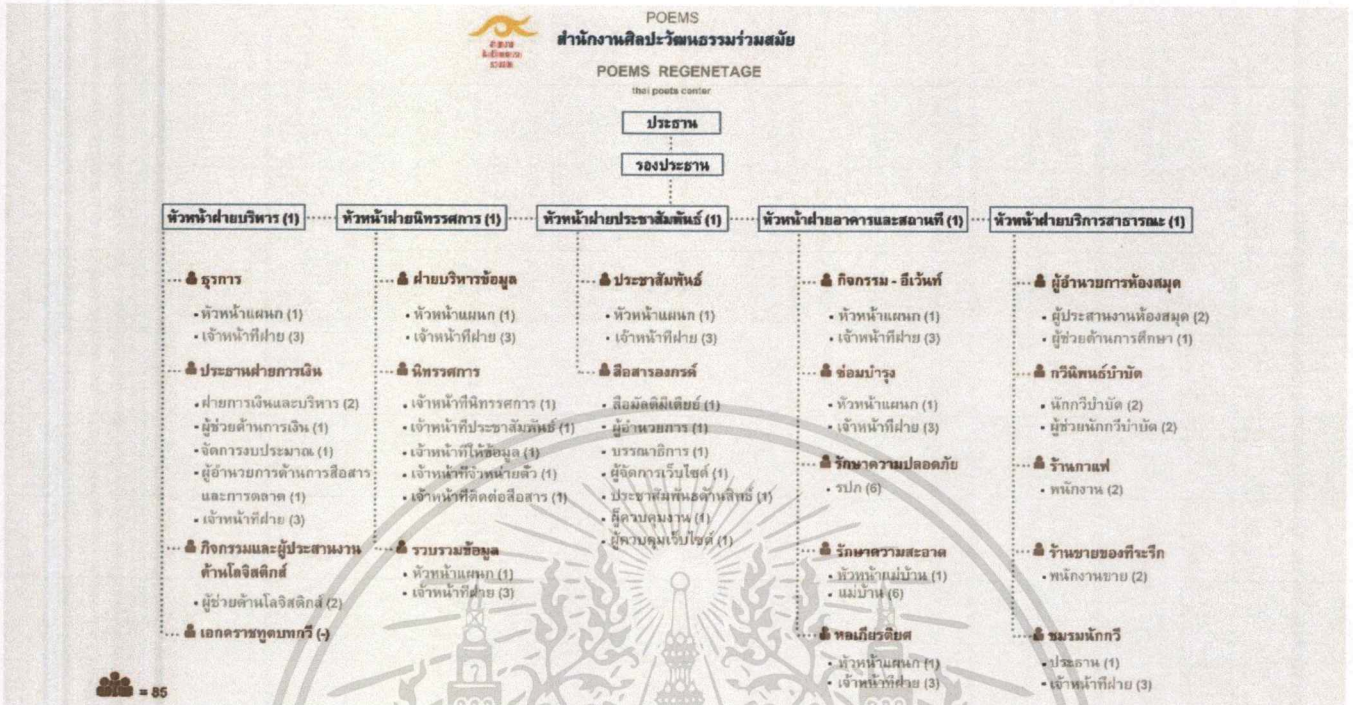 POEMS
สำนักงานศิลปะวัฒนธรรมร่วมสมัย
POEMS REGENETAGE
thai poets center
ประธาน
รองประธาน
หัวหน้าฝ่ายบริหาร (1)
หัวหน้าฝ่ายนิทรรศการ (1)
หัวหน้าฝ่ายประชาสัมพันธ์ (1)
หัวหน้าฝ่ายอาคารและสถานที่ (1)
หัวหน้าฝ่ายบริการสาธารณะ (1)
ธุรการ
• หัวหน้าแผนก (1)
• เจ้าหน้าที่ฝ่าย (3)
ประธานฝ่ายการเงิน
• ฝ่ายการเงินและบริหาร (2)
• ผู้ช่วยด้านการเงิน (1)
• จัดการงบประมาณ (1)
• ผู้อำนวยการด้านการสื่อสาร
และการตลาด (1)
• เจ้าหน้าที่ฝ่าย (3)
กิจกรรมและผู้ประสานงาน
ด้านโลจิสติกส์
• ผู้ช่วยด้านโลจิสติกส์ (2)
เอกอราชทูตบทกวี (-)
ฝ่ายบริหารข้อมูล
• หัวหน้าแผนก (1)
• เจ้าหน้าที่ฝ่าย (3)
นิทรรศการ
• เจ้าหน้าที่นิทรรศการ (1)
• เจ้าหน้าที่ประชาสัมพันธ์ (1)
• เจ้าหน้าที่ให้ข้อมูล (1)
• เจ้าหน้าที่จำหน่ายตั๋ว (1)
• เจ้าหน้าที่ติดต่อสื่อสาร (1)
รวบรวมข้อมูล
• หัวหน้าแผนก (1)
• เจ้าหน้าที่ฝ่าย (3)
ประชาสัมพันธ์
• หัวหน้าแผนก (1)
• เจ้าหน้าที่ฝ่าย (3)
สื่อสารองกรค์
• สื่อมัลติมีเดียย์ (1)
• ผู้อำนวยการ (1)
• บรรณาธิการ (1)
• ผู้จัดการเว็บไซต์ (1)
• ประชาสัมพันธ์ด้านสิทธิ์ (1)
• ผู้ควบคุมงาน (1)
• ผู้ควบคุมเว็บไซต์ (1)
กิจกรรม - อีเว้นท์
• หัวหน้าแผนก (1)
• เจ้าหน้าที่ฝ่าย (3)
ซ่อมบำรุง
• หัวหน้าแผนก (1)
• เจ้าหน้าที่ฝ่าย (3)
รักษาความปลอดภัย
• รปภ (6)
รักษาความสะอาด
• หัวหน้าแม่บ้าน (1)
• แม่บ้าน (6)
หอเกียรติยศ
• หัวหน้าแผนก (1)
• เจ้าหน้าที่ฝ่าย (3)
ผู้อำนวยการห้องสมุด
• ผู้ประสานงานห้องสมุด (2)
• ผู้ช่วยด้านการศึกษา (1)
กวีนิพนธ์บำบัด
• นักกวีบำบัด (2)
• ผู้ช่วยนักกวีบำบัด (2)
ร้านกาแฟ
• พนักงาน (2)
ร้านขายของที่ระรึก
• พนักงานขาย (2)
ชมรมนักกวี
• ประธาน (1)
• เจ้าหน้าที่ฝ่าย (3)
= 85